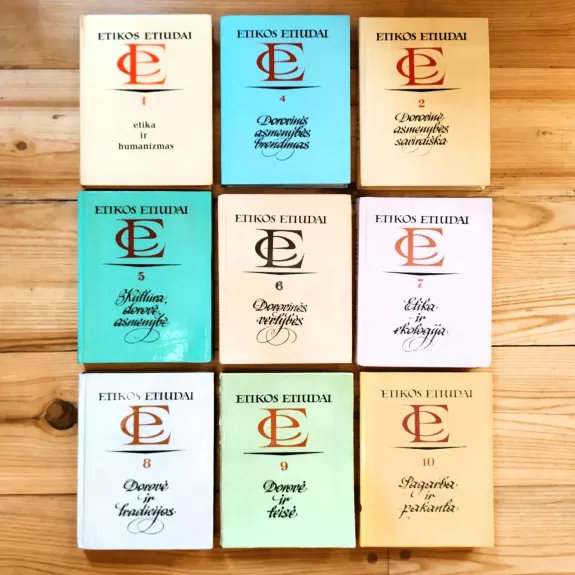 ETIKOS ETIUDAI
1
etika
ir
humanizmas
ETIKOS ETIUDAI
4
Dorovinės
asmenybės
brendimas
ETIKOS ETIUDAI
2
Dorovinė
asmenybės
saviraiška
ETIKOS ETIUDAI
5
Kultūra,
dorovė,
asmenybė
ETIKOS ETIUDAI
6
Dorovinės
vertybės
ETIKOS ETIUDAI
7
Etika
ir
ekologija
ETIKOS ETIUDAI
8
Dorovė
ir
tradicijos
ETIKOS ETIUDAI
9
Dorovė
ir
teisė
ETIKOS ETIUDAI
10
Pagarba
ir
pakanta